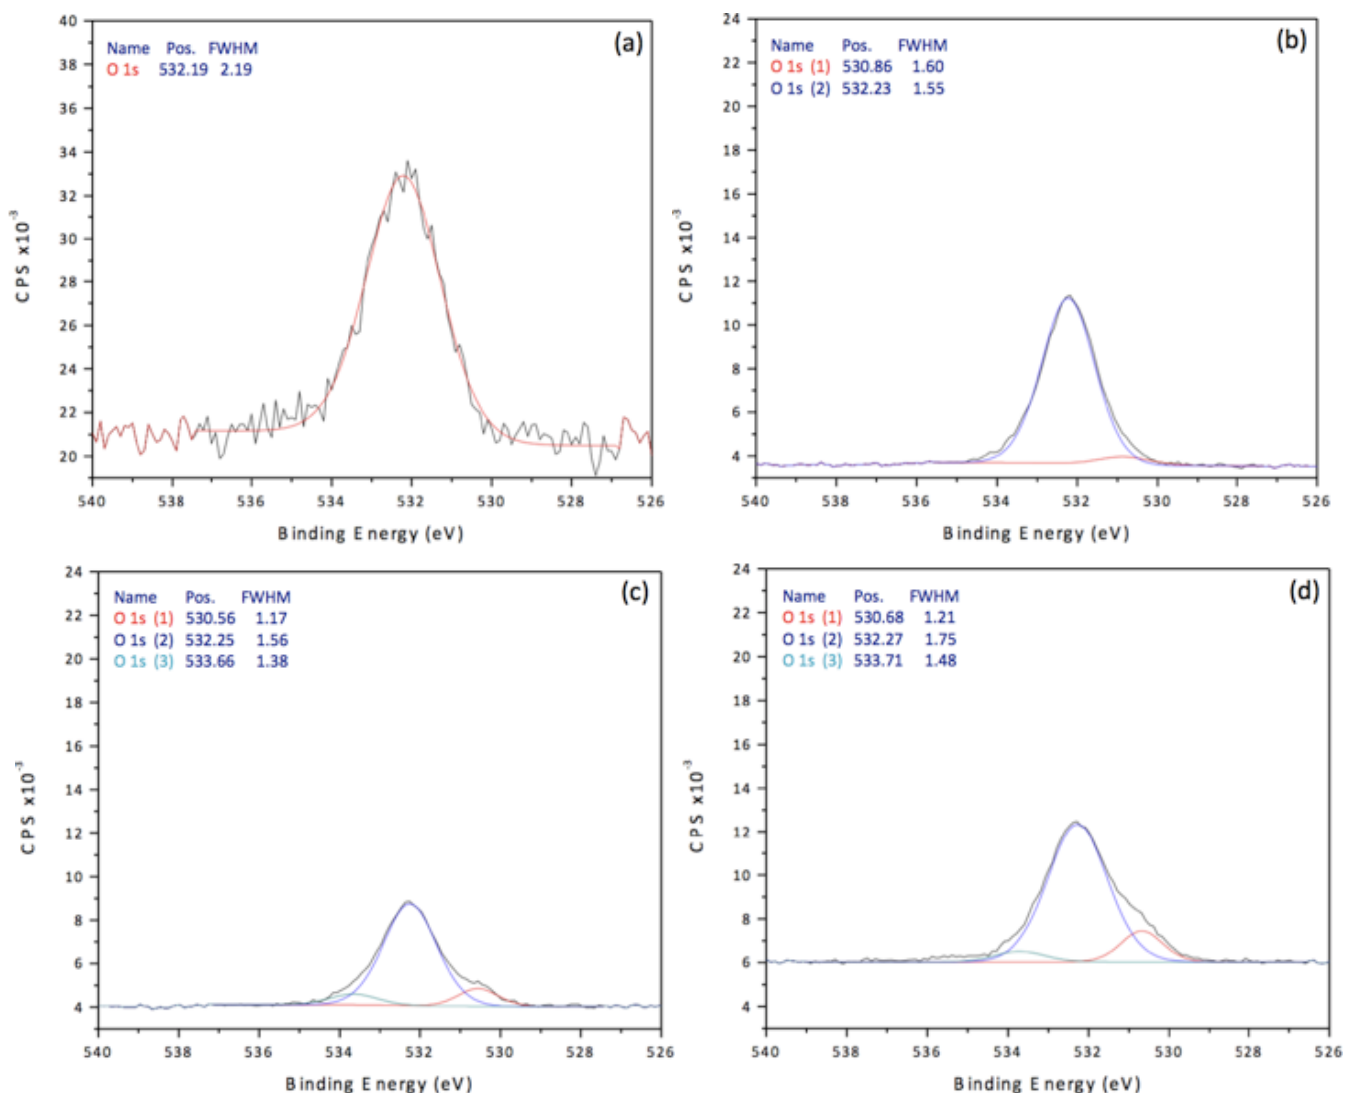 (a)
Name Pos. FWHM
O 1s 532.19 2.19
40
38
36
34
33
30
28
26
24
22
20
CPS x10⁻³
540 538 536 534 532 530 528 526
Binding Energy (eV)
(b)
Name Pos. FWHM
O 1s (1) 530.86 1.60
O 1s (2) 532.23 1.55
24
22
20
18
16
14
12
11
8
6
4
CPS x10⁻³
540 538 536 534 532 530 528 526
Binding Energy (eV)
(c)
Name Pos. FWHM
O 1s (1) 530.56 1.17
O 1s (2) 532.25 1.56
O 1s (3) 533.66 1.38
24
22
20
18
16
14
12
10
8
6
4
CPS x10⁻³
540 538 536 534 532 530 528 526
Binding Energy (eV)
(d)
Name Pos. FWHM
O 1s (1) 530.68 1.21
O 1s (2) 532.27 1.75
O 1s (3) 533.71 1.48
24
22
20
18
16
14
12
10
8
6
4
CPS x10⁻³
540 538 536 534 532 530 528 526
Binding Energy (eV)